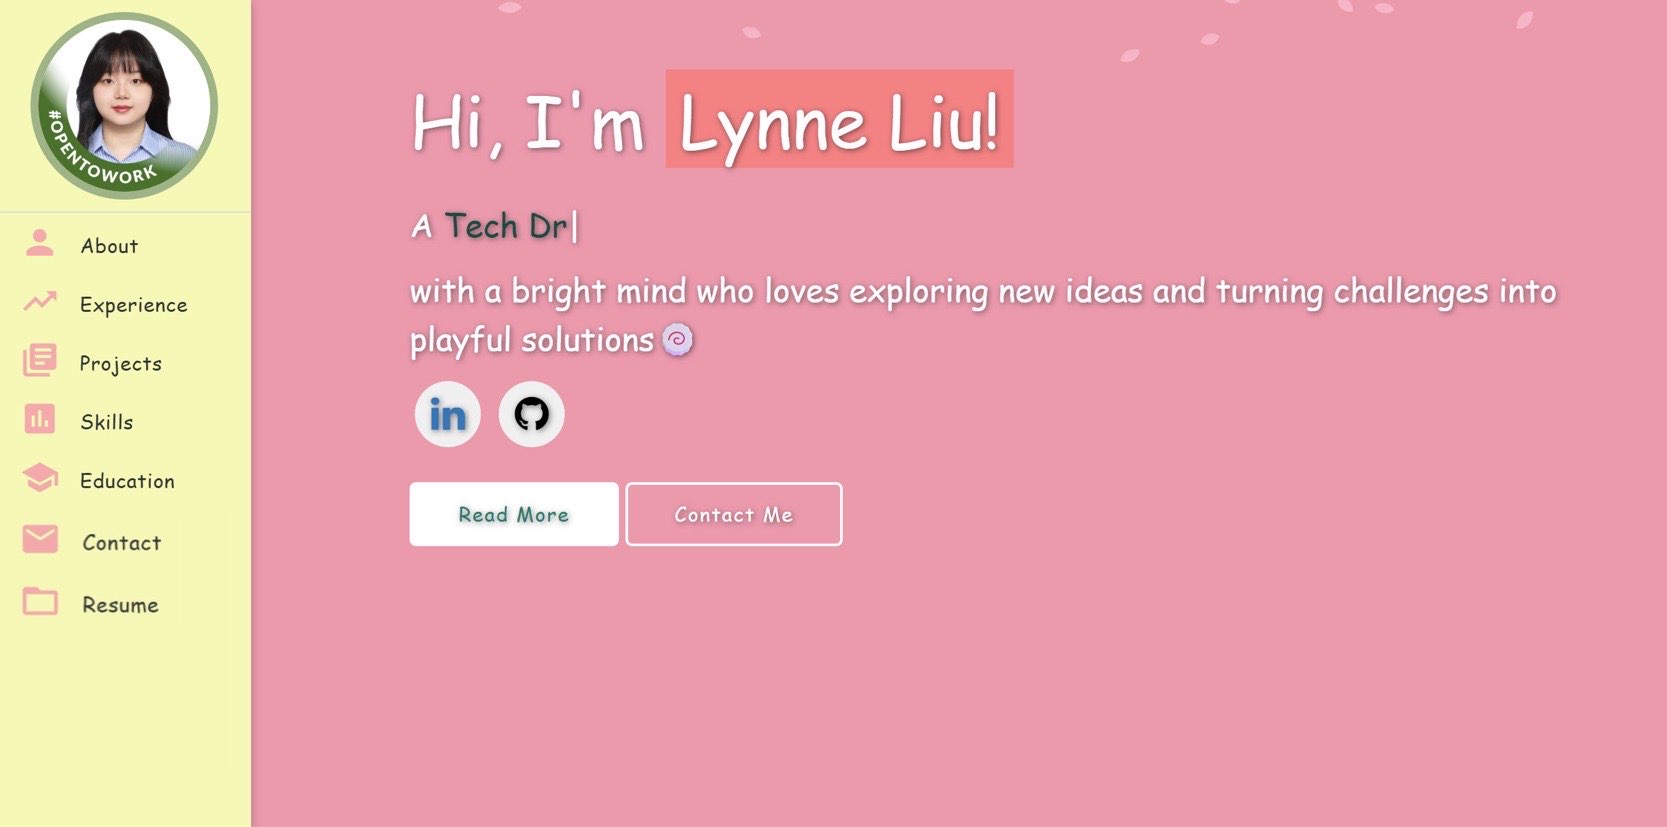 #OPENTOWORK
About
Experience
Projects
Skills
Education
Contact
Resume
Hi, I'm Lynne Liu!
A Tech Dr|
with a bright mind who loves exploring new ideas and turning challenges into
playful solutions 🍥
in
Read More
Contact Me